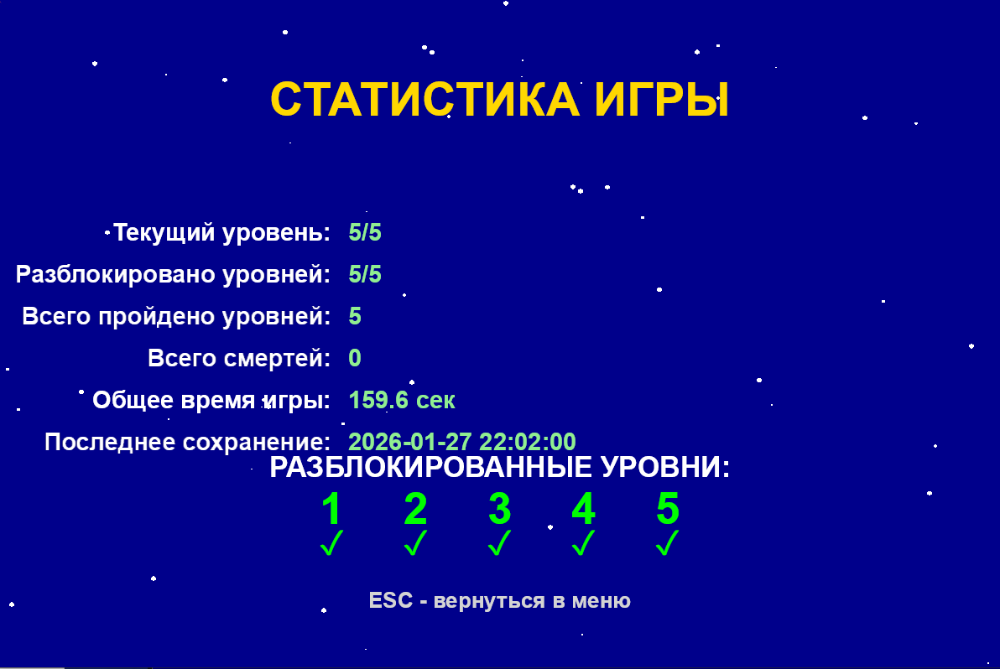 СТАТИСТИКА ИГРЫ
Текущий уровень: 5/5
Разблокировано уровней: 5/5
Всего пройдено уровней: 5
Всего смертей: 0
Общее время игры: 159.6 сек
Последнее сохранение: 2026-01-27 22:02:00
РАЗБЛОКИРОВАННЫЕ УРОВНИ:
1 2 3 4 5
✓ ✓ ✓ ✓ ✓
ESC - вернуться в меню